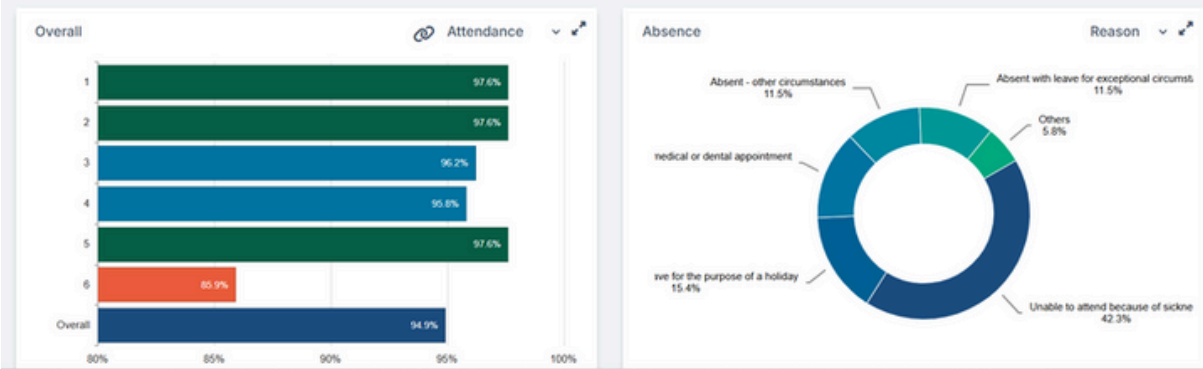 Overall
Attendance
1
97.6%
2
97.6%
3
96.2%
4
95.8%
5
97.6%
6
85.9%
Overall
94.9%
80%
85%
90%
95%
100%
Absence
Reason
Absent - other circumstances
11.5%
Absent with leave for exceptional circumst
11.5%
Others
5.8%
medical or dental appointment
ave for the purpose of a holiday
15.4%
Unable to attend because of sickne
42.3%